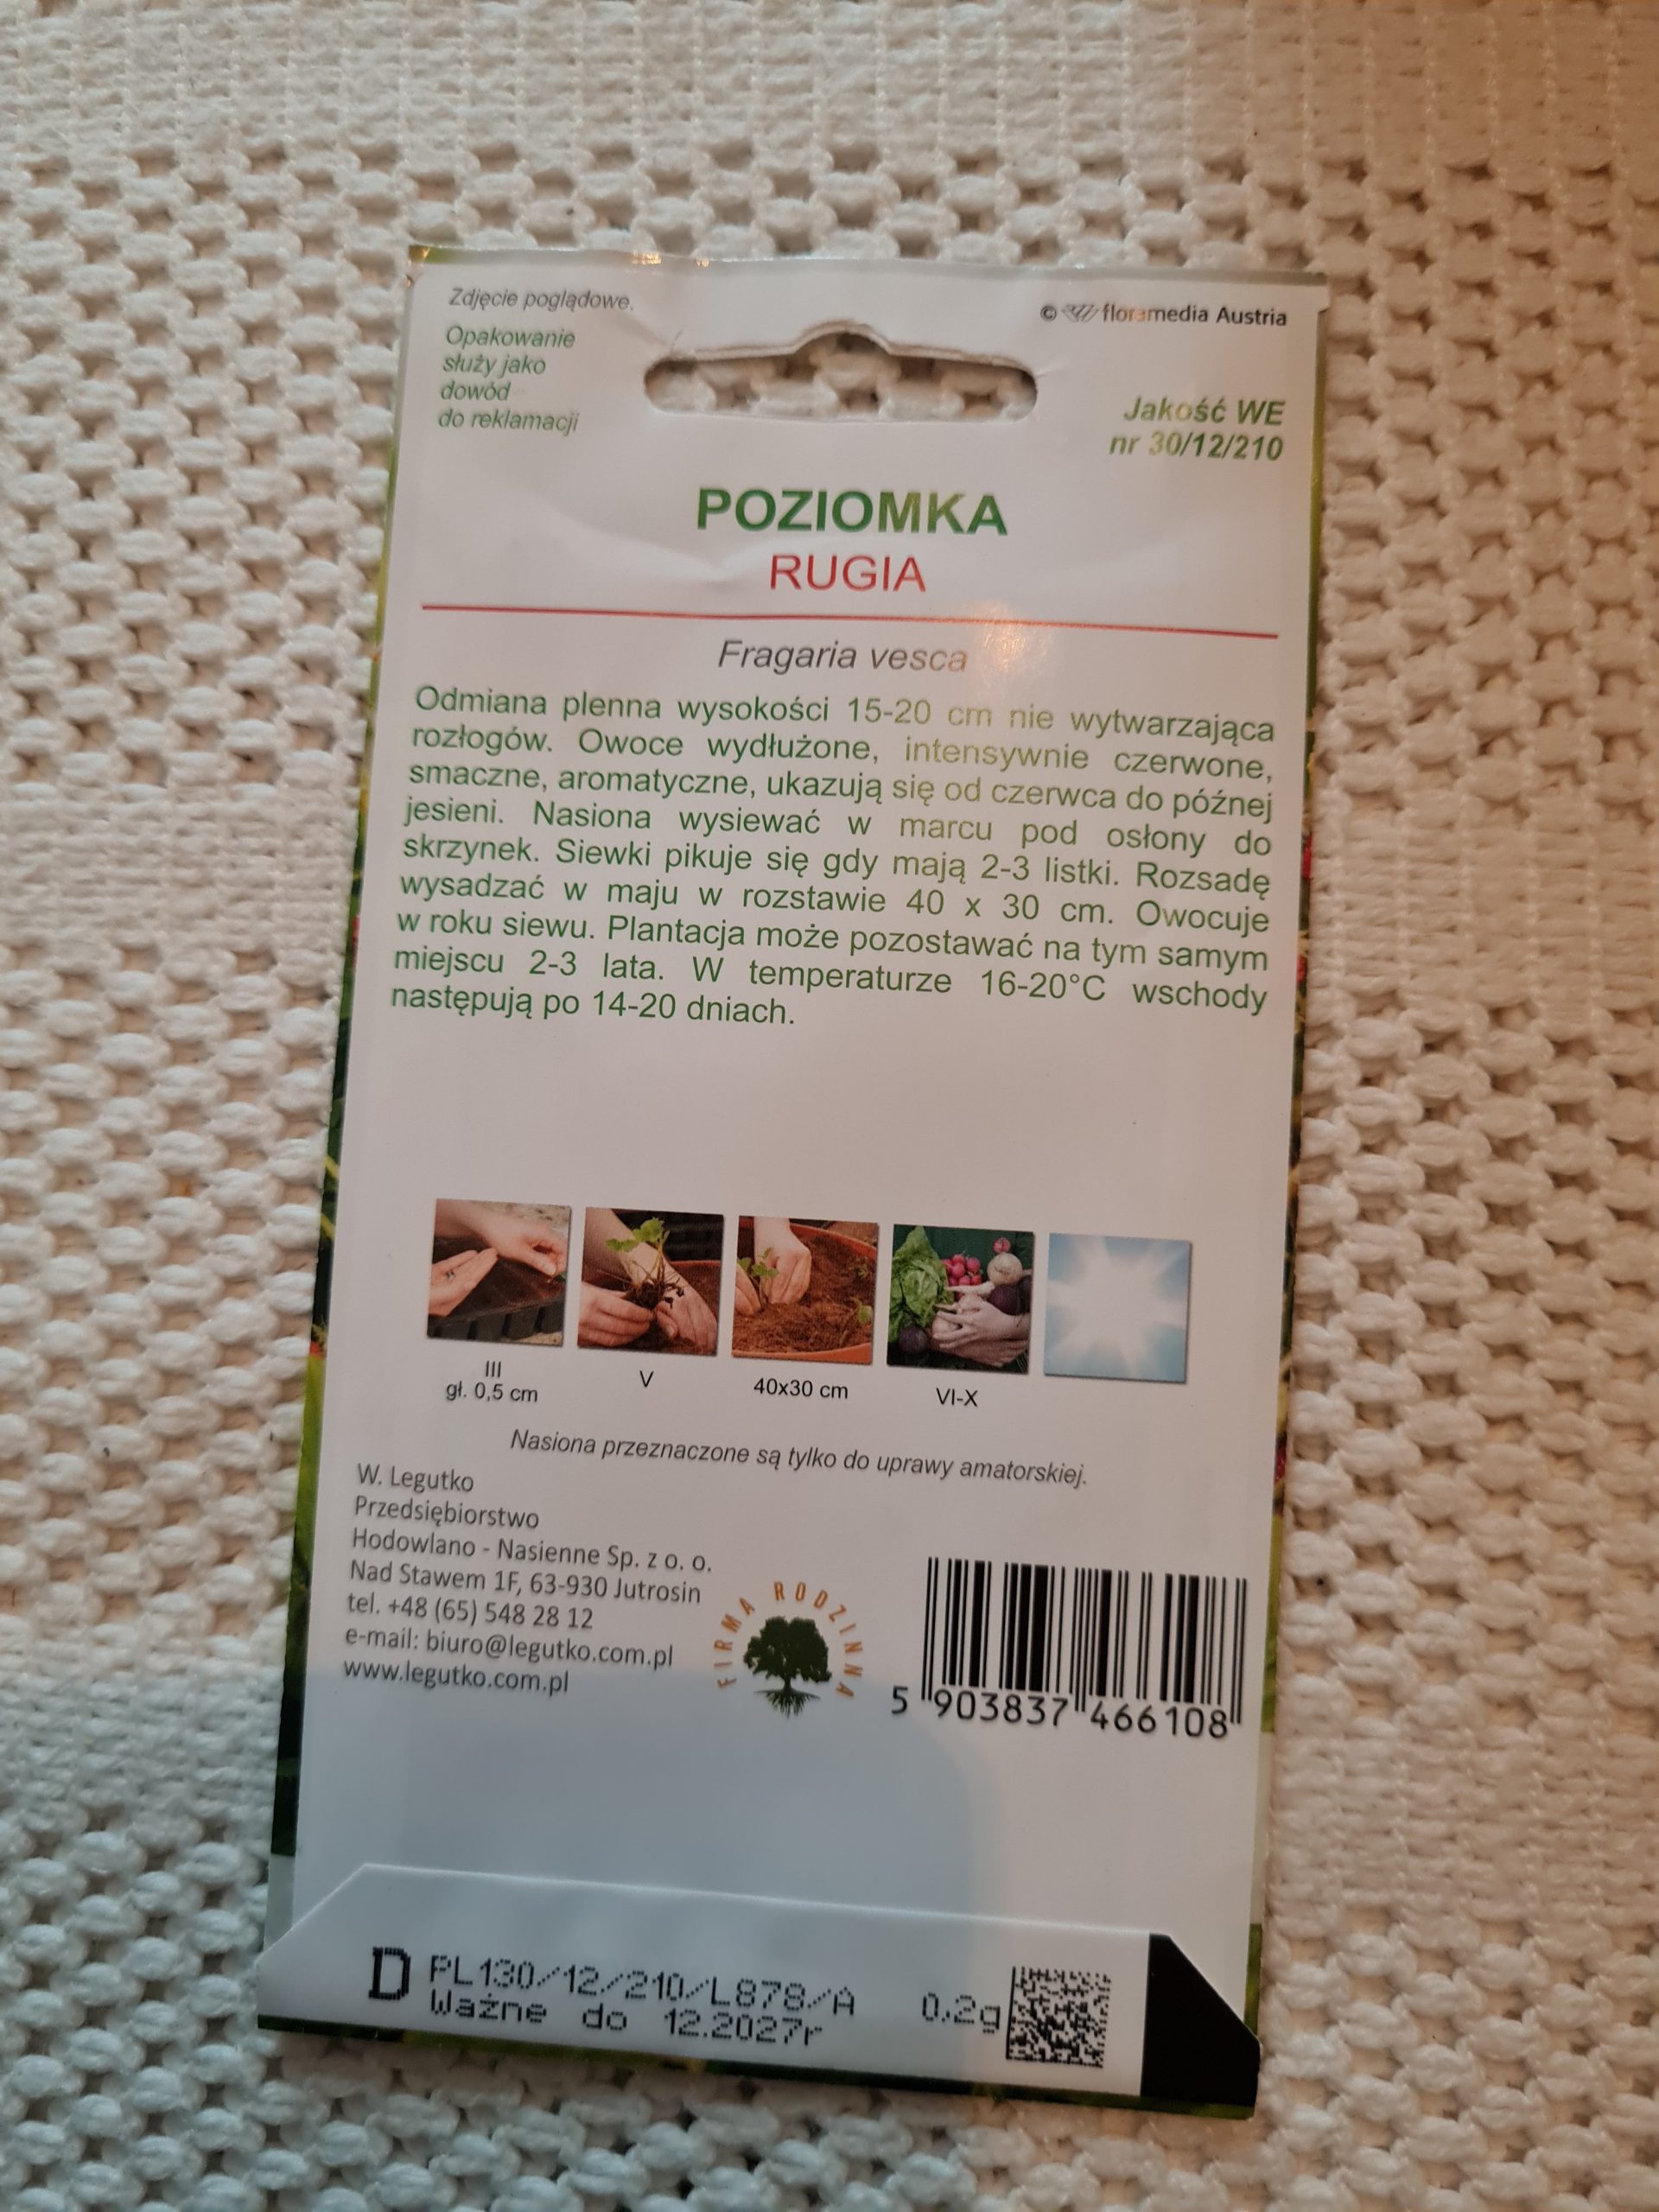 Zdjęcie poglądowe.
© floramedia Austria
Opakowanie
służy jako
dowód
do reklamacji
Jakość WE
nr 30/12/210
POZIOMKA
RUGIA
Fragaria vesca
Odmiana plenna wysokości 15-20 cm nie wytwarzająca
rozłogów. Owoce wydłużone, intensywnie czerwone,
smaczne, aromatyczne, ukazują się od czerwca do późnej
jesieni. Nasiona wysiewać w marcu pod osłony do
skrzynek. Siewki pikuje się gdy mają 2-3 listki. Rozsadę
wysadzać w maju w rozstawie 40 x 30 cm. Owocuje
w roku siewu. Plantacja może pozostawać na tym samym
miejscu 2-3 lata. W temperaturze 16-20°C wschody
następują po 14-20 dniach.
III
gł. 0,5 cm
V
40x30 cm
VI-X
Nasiona przeznaczone są tylko do uprawy amatorskiej.
W. Legutko
Przedsiębiorstwo
Hodowlano - Nasienne Sp. z o. o.
Nad Stawem 1F, 63-930 Jutrosin
tel. +48 (65) 548 28 12
e-mail: biuro@legutko.com.pl
www.legutko.com.pl
FIRMA RODZINNA
5 903837 466108
D PL130/12/210/L878/A 0.2g
Ważne do 12.2027r